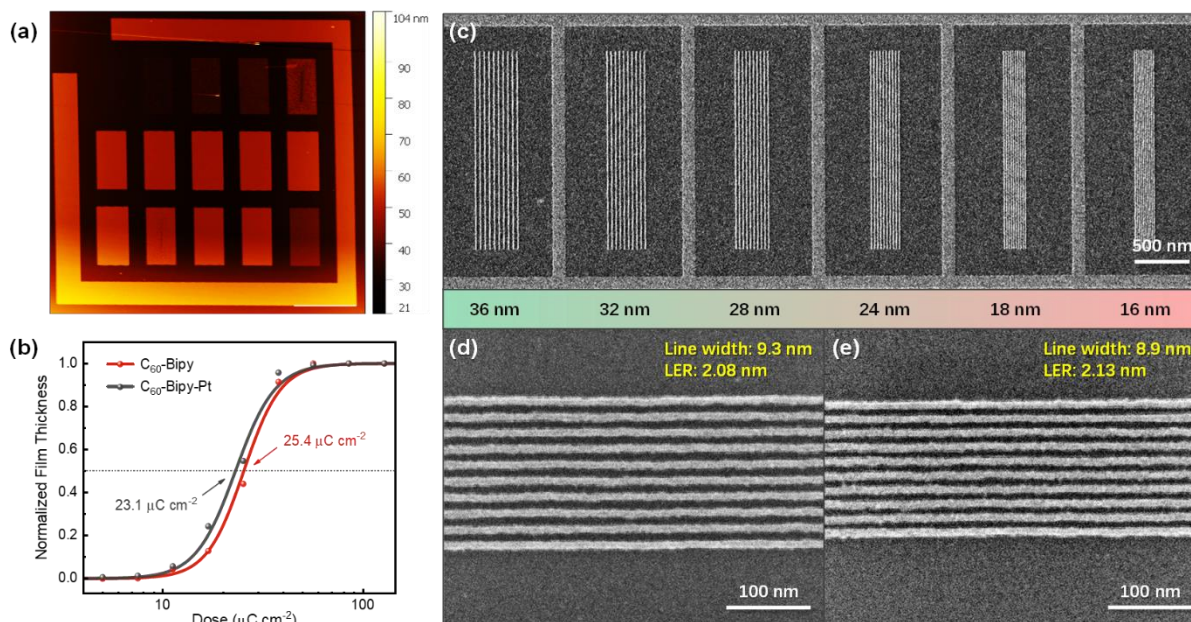 (a)
104 nm
90
80
70
60
50
40
30
21
(b)
C₆₀-Bipy
C₆₀-Bipy-Pt
25.4 μC cm⁻²
23.1 μC cm⁻²
Normalized Film Thickness
1.0
0.8
0.6
0.4
0.2
0.0
10
100
Dose (μC cm⁻²)
(c)
500 nm
36 nm 32 nm 28 nm 24 nm 18 nm 16 nm
(d)
Line width: 9.3 nm
LER: 2.08 nm
100 nm
(e)
Line width: 8.9 nm
LER: 2.13 nm
100 nm